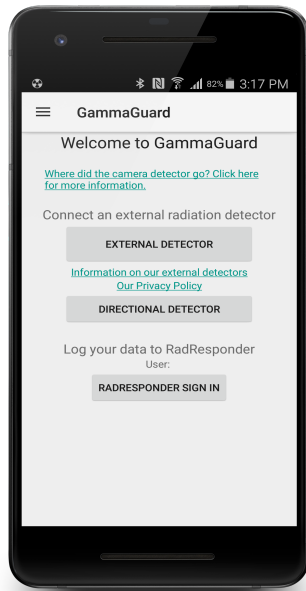 82% 3:17 PM
GammaGuard
Welcome to GammaGuard
Where did the camera detector go? Click here
for more information.
Connect an external radiation detector
EXTERNAL DETECTOR
Information on our external detectors
Our Privacy Policy
DIRECTIONAL DETECTOR
Log your data to RadResponder
User:
RADRESPONDER SIGN IN